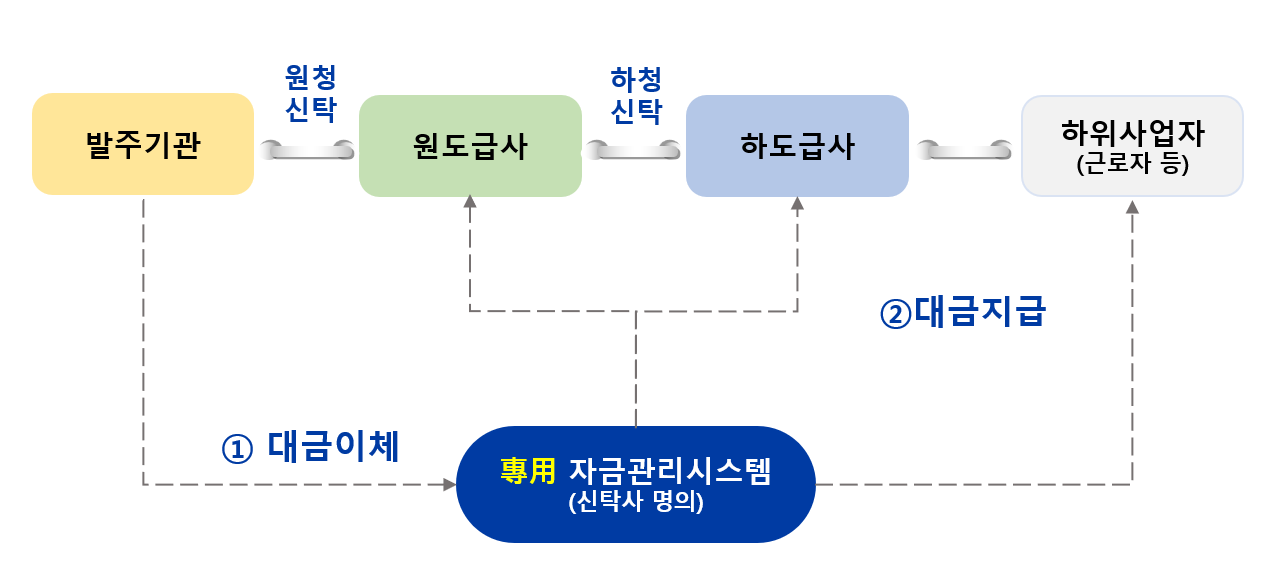 원청
신탁
하청
신탁
발주기관
원도급사
하도급사
하위사업자
(근로자 등)
②대금지급
① 대금이체
專用 자금관리시스템
(신탁사 명의)